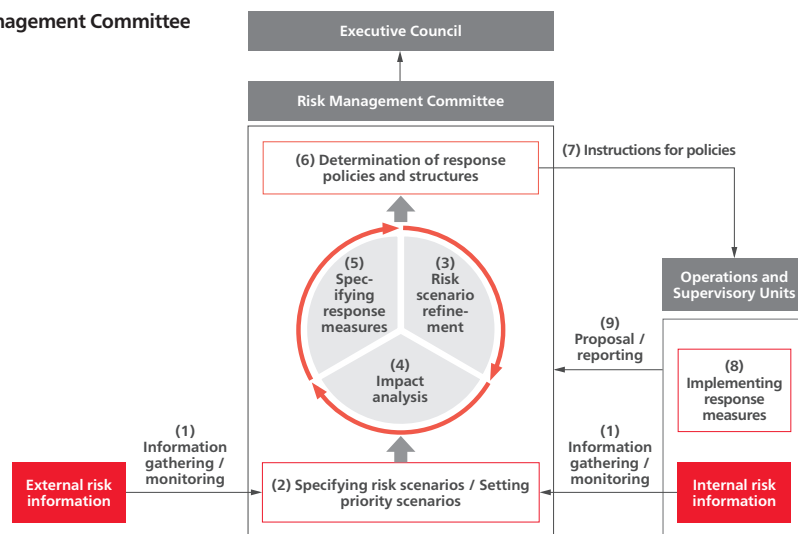 nagement Committee
Executive Council
Risk Management Committee
(6) Determination of response
policies and structures
(7) Instructions for policies
(5)
Spec-
ifying
response
measures
(3)
Risk
scenario
refine-
ment
(4)
Impact
analysis
Operations and
Supervisory Units
(9)
Proposal /
reporting
(8)
Implementing
response
measures
(1)
Information
gathering /
monitoring
(1)
Information
gathering /
monitoring
External risk
information
(2) Specifying risk scenarios / Setting
priority scenarios
Internal risk
information